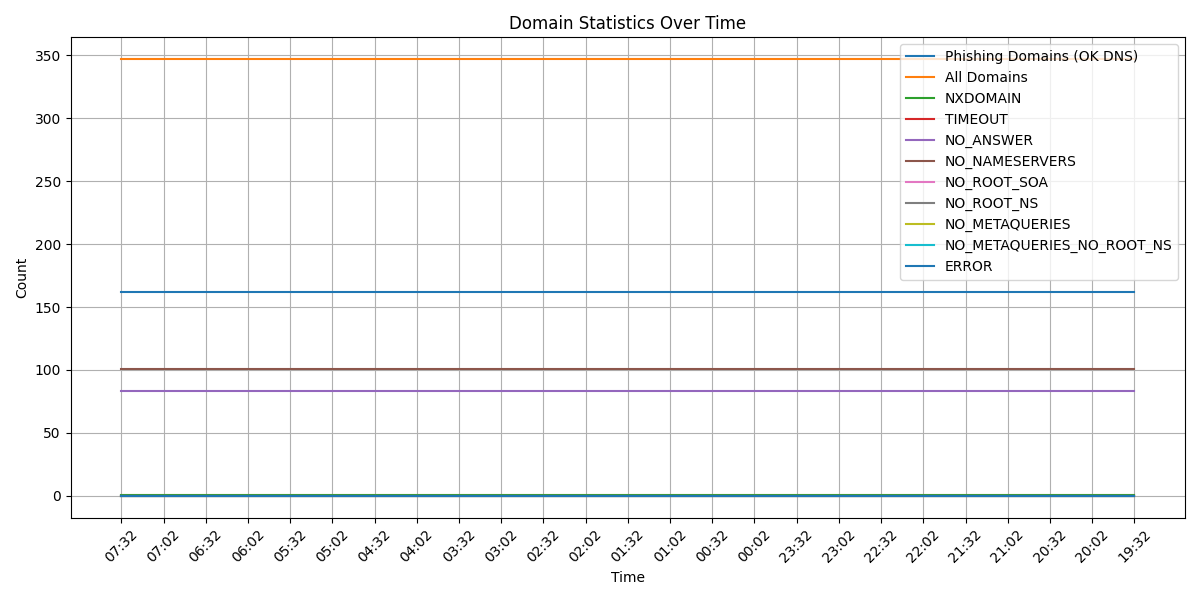 Domain Statistics Over Time
Count
350
300
250
200
150
100
50
0
Phishing Domains (OK DNS)
All Domains
NXDOMAIN
TIMEOUT
NO_ANSWER
NO_NAMESERVERS
NO_ROOT_SOA
NO_ROOT_NS
NO_METAQUERIES
NO_METAQUERIES_NO_ROOT_NS
ERROR
07:32 07:02 06:32 06:02 05:32 05:02 04:32 04:02 03:32 03:02 02:32 02:02 01:32 01:02 00:32 00:02 23:32 23:02 22:32 22:02 21:32 21:02 20:32 20:02 19:32
Time